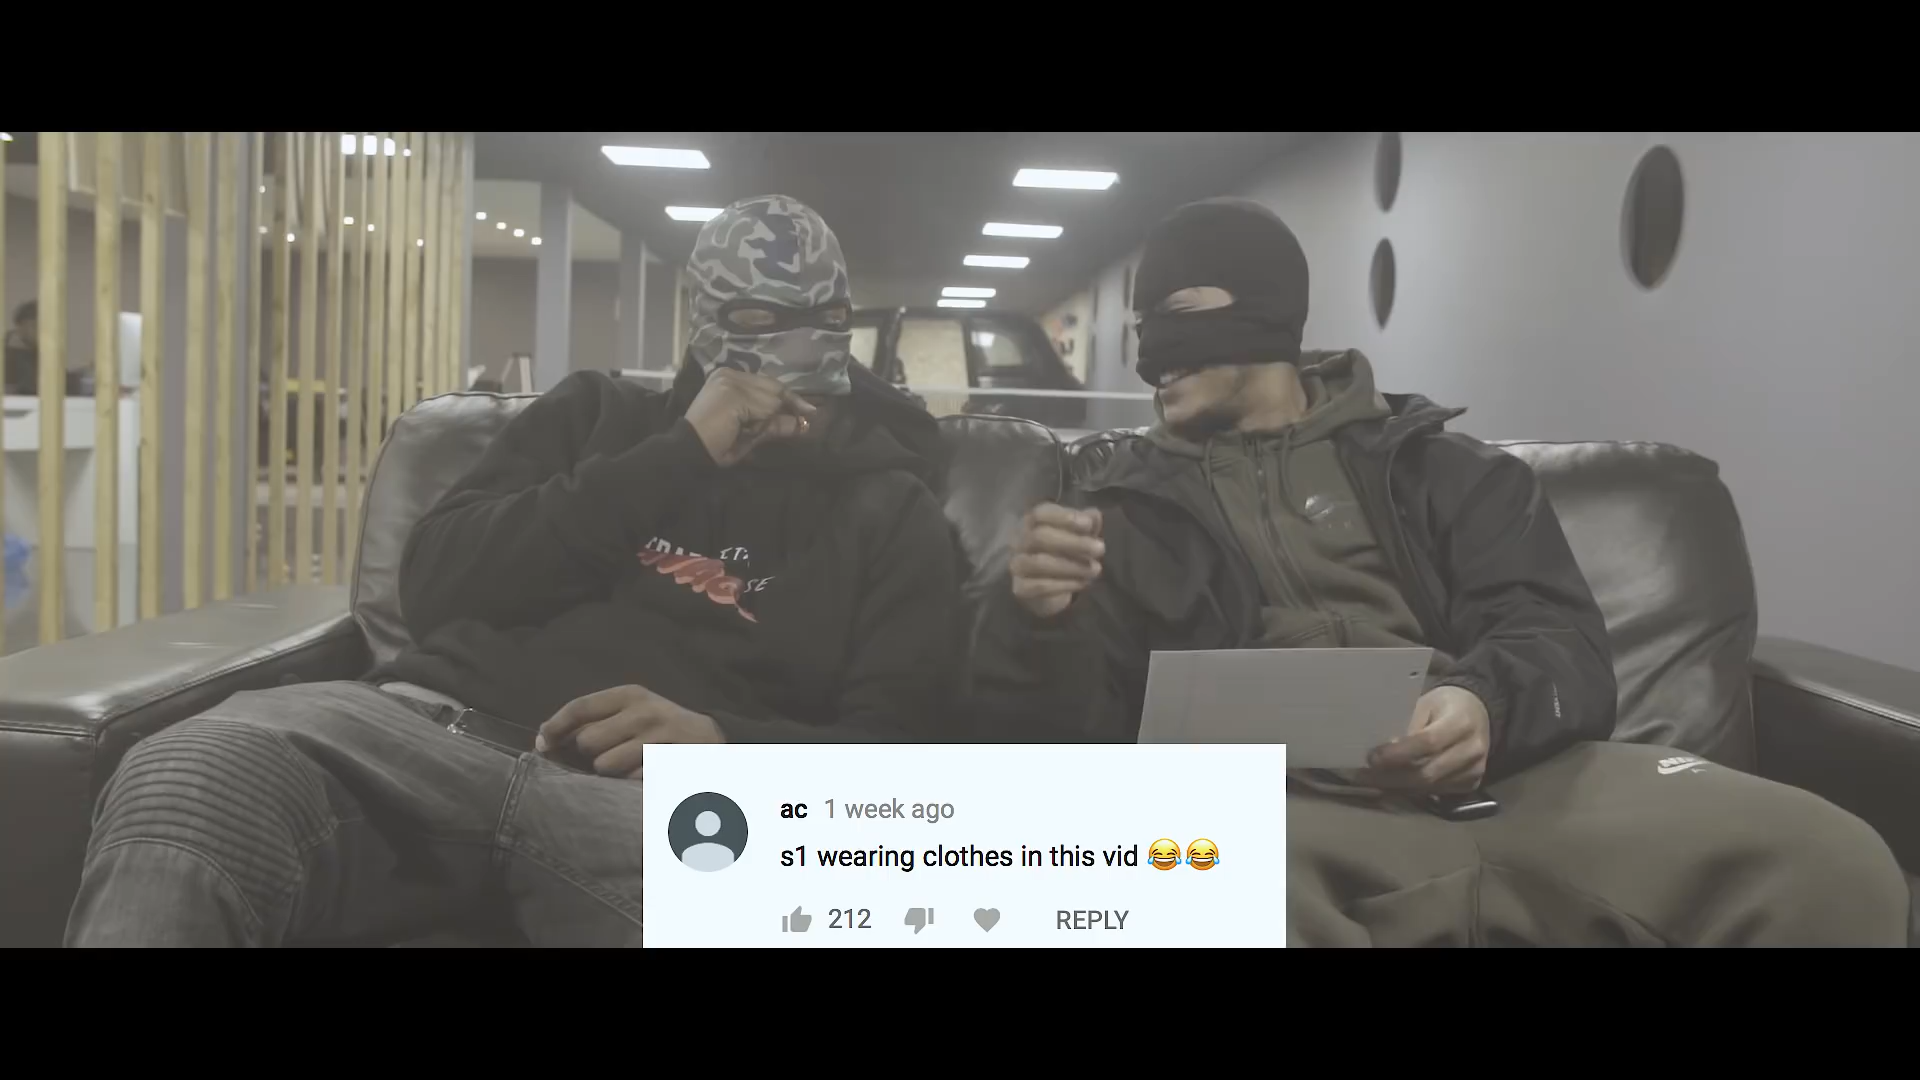 ac 1 week ago
s1 wearing clothes in this vid 😂😂
212 REPLY